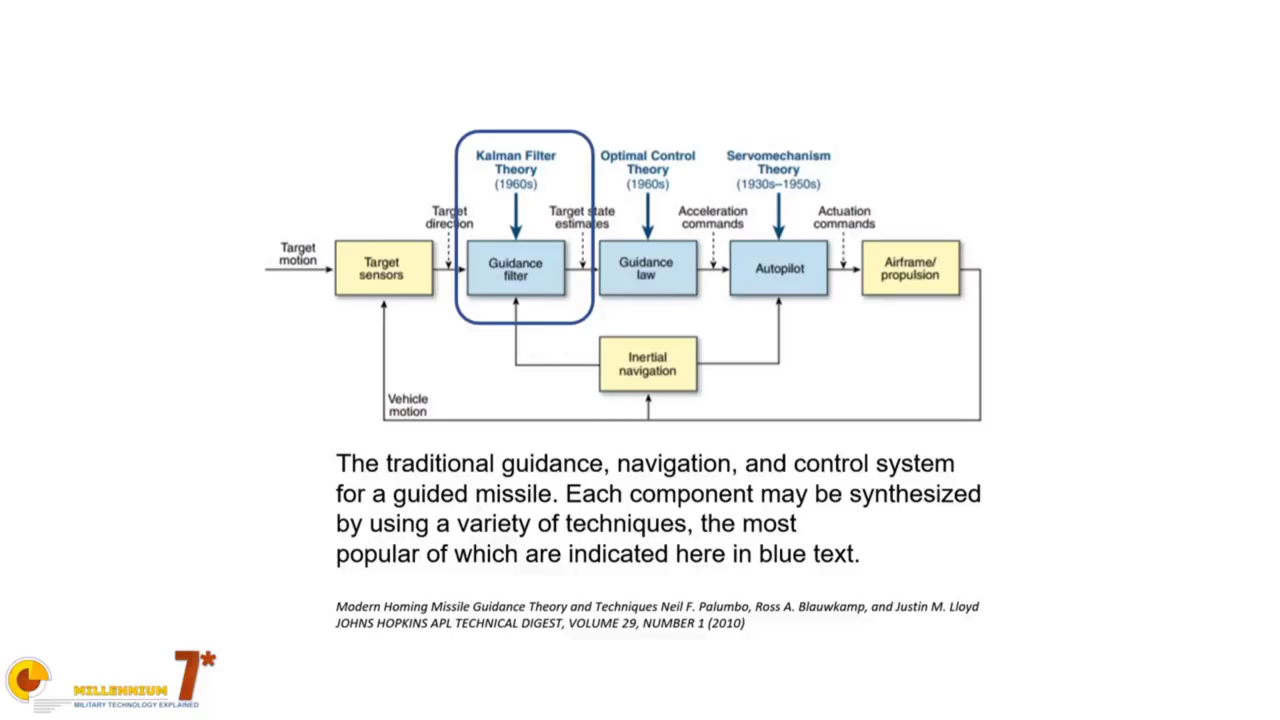 Kalman Filter
Theory
(1960s)
Optimal Control
Theory
(1960s)
Servomechanism
Theory
(1930s–1950s)
Target
direction
Target state
estimates
Acceleration
commands
Actuation
commands
Target
motion
Target
sensors
Guidance
filter
Guidance
law
Autopilot
Airframe/
propulsion
Inertial
navigation
Vehicle
motion
The traditional guidance, navigation, and control system
for a guided missile. Each component may be synthesized
by using a variety of techniques, the most
popular of which are indicated here in blue text.
Modern Homing Missile Guidance Theory and Techniques Neil F. Palumbo, Ross A. Blauwkamp, and Justin M. Lloyd
JOHNS HOPKINS APL TECHNICAL DIGEST, VOLUME 29, NUMBER 1 (2010)
MILLENNIUM 7*
MILITARY TECHNOLOGY EXPLAINED